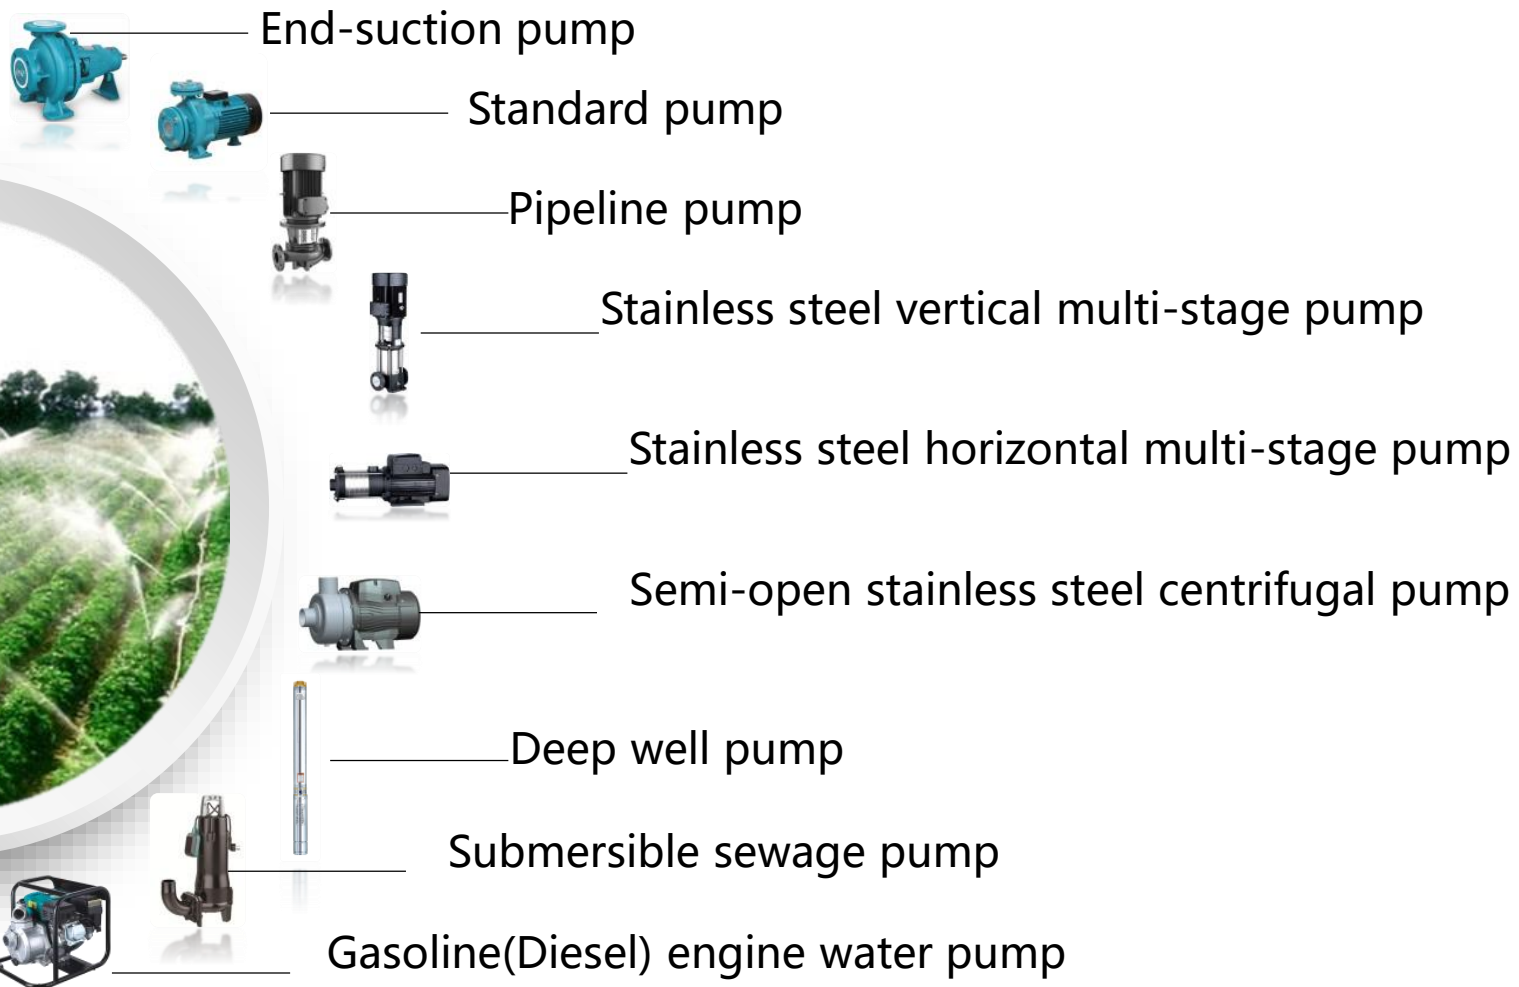 End-suction pump
Standard pump
Pipeline pump
Stainless steel vertical multi-stage pump
Stainless steel horizontal multi-stage pump
Semi-open stainless steel centrifugal pump
Deep well pump
Submersible sewage pump
Gasoline(Diesel) engine water pump